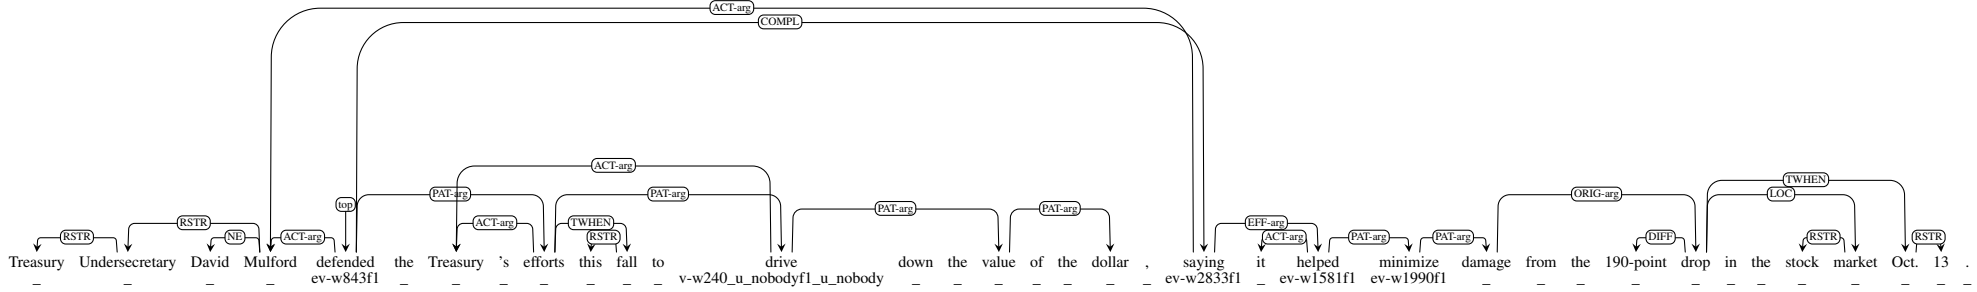 ACT-arg
COMPL
ACT-arg
PAT-arg PAT-arg ORIG-arg TWHEN LOC
top
RSTR ACT-arg TWHEN PAT-arg PAT-arg EFF-arg
RSTR NE ACT-arg RSTR ACT-arg PAT-arg PAT-arg DIFF RSTR RSTR
Treasury Undersecretary David Mulford defended the Treasury 's efforts this fall to drive down the value of the dollar , saying it helped minimize damage from the 190-point drop in the stock market Oct. 13 .
_ _ _ _ ev-w843f1 _ _ _ _ _ _ _ v-w240_u_nobodyf1_u_nobody _ _ _ _ _ _ _ ev-w2833f1 _ ev-w1581f1 ev-w1990f1 _ _ _ _ _ _ _ _ _ _ _ _